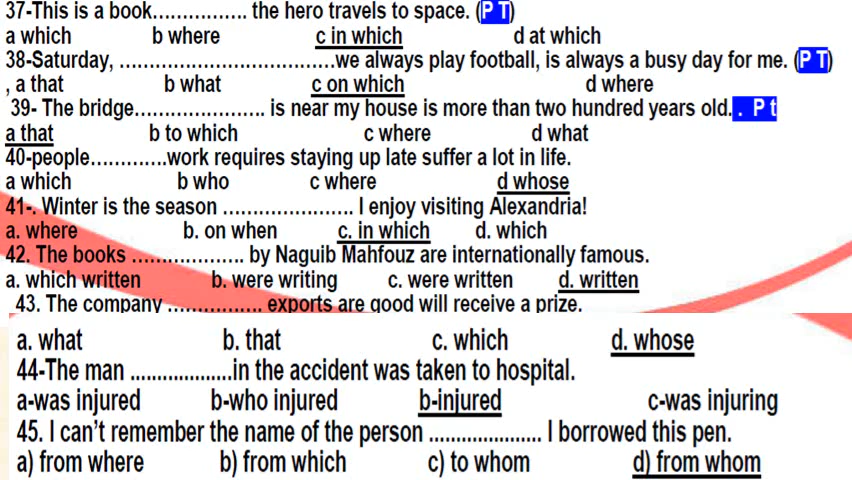 37-This is a book................ the hero travels to space. (P T)
a which b where c in which d at which
38-Saturday, ....................................we always play football, is always a busy day for me. (P T)
, a that b what c on which d where
39- The bridge...................... is near my house is more than two hundred years old. . P t
a that b to which c where d what
40-people.............work requires staying up late suffer a lot in life.
a which b who c where d whose
41-. Winter is the season ...................... I enjoy visiting Alexandria!
a. where b. on when c. in which d. which
42. The books ................... by Naguib Mahfouz are internationally famous.
a. which written b. were writing c. were written d. written
43. The company ................ exports are good will receive a prize.
a. what b. that c. which d. whose
44-The man ...................in the accident was taken to hospital.
a-was injured b-who injured b-injured c-was injuring
45. I can't remember the name of the person ..................... I borrowed this pen.
a) from where b) from which c) to whom d) from whom